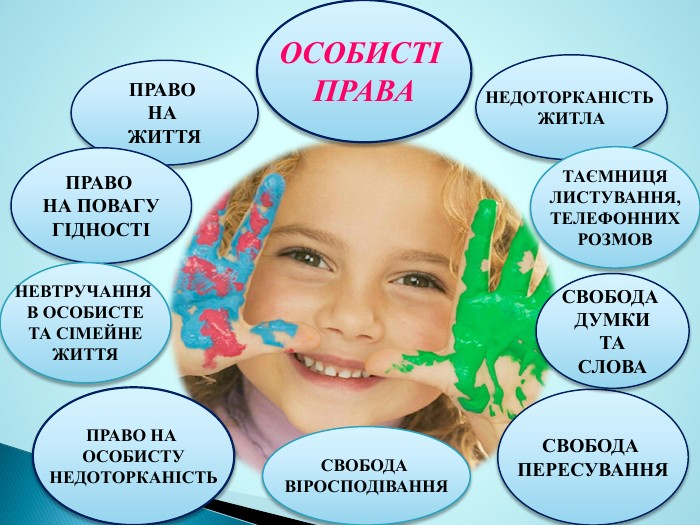 ОСОБИСТІ
ПРАВА
ПРАВО
НА
ЖИТТЯ
НЕДОТОРКАНІСТЬ
ЖИТЛА
ПРАВО
НА ПОВАГУ
ГІДНОСТІ
ТАЄМНИЦЯ
ЛИСТУВАННЯ,
ТЕЛЕФОННИХ
РОЗМОВ
НЕВТРУЧАННЯ
В ОСОБИСТЕ
ТА СІМЕЙНЕ
ЖИТТЯ
СВОБОДА
ДУМКИ
ТА
СЛОВА
ПРАВО НА
ОСОБИСТУ
НЕДОТОРКАНІСТЬ
СВОБОДА
ВІРОСПОДІВАННЯ
СВОБОДА
ПЕРЕСУВАННЯ